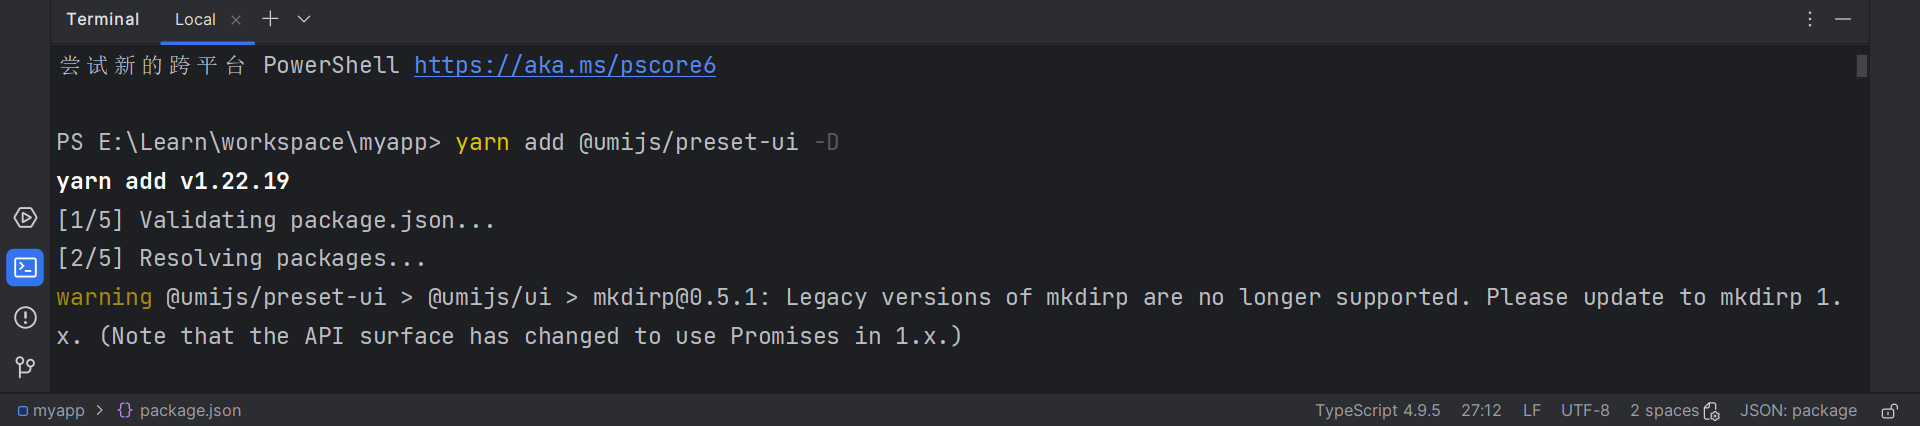 Terminal Local
尝试新的跨平台 PowerShell https://aka.ms/pscore6
PS E:\Learn\workspace\myapp> yarn add @umijs/preset-ui -D
yarn add v1.22.19
[1/5] Validating package.json...
[2/5] Resolving packages...
warning @umijs/preset-ui > @umijs/ui > mkdirp@0.5.1: Legacy versions of mkdirp are no longer supported. Please update to mkdirp 1.
x. (Note that the API surface has changed to use Promises in 1.x.)
myapp > {} package.json TypeScript 4.9.5 27:12 LF UTF-8 2 spaces JSON: package